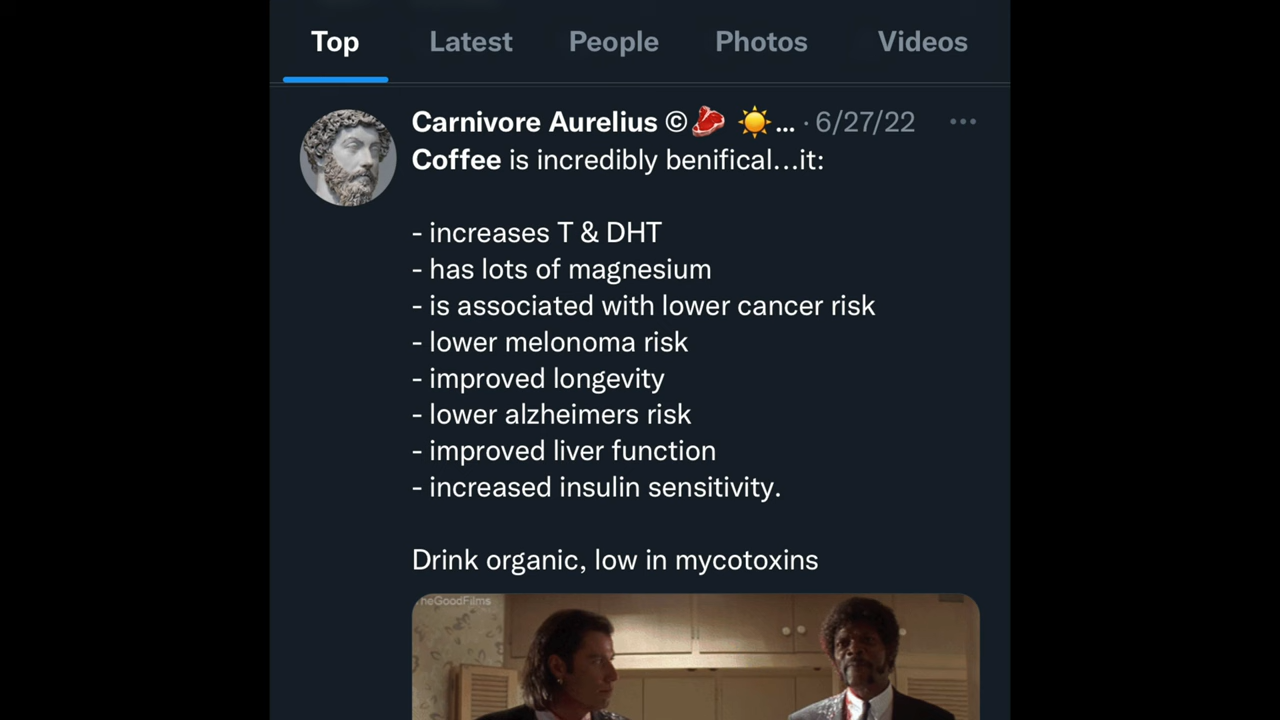 Top Latest People Photos Videos
Carnivore Aurelius ©🥩 ☀️... · 6/27/22 ···
Coffee is incredibly benifical...it:
- increases T & DHT
- has lots of magnesium
- is associated with lower cancer risk
- lower melonoma risk
- improved longevity
- lower alzheimers risk
- improved liver function
- increased insulin sensitivity.
Drink organic, low in mycotoxins
TheGoodFilms